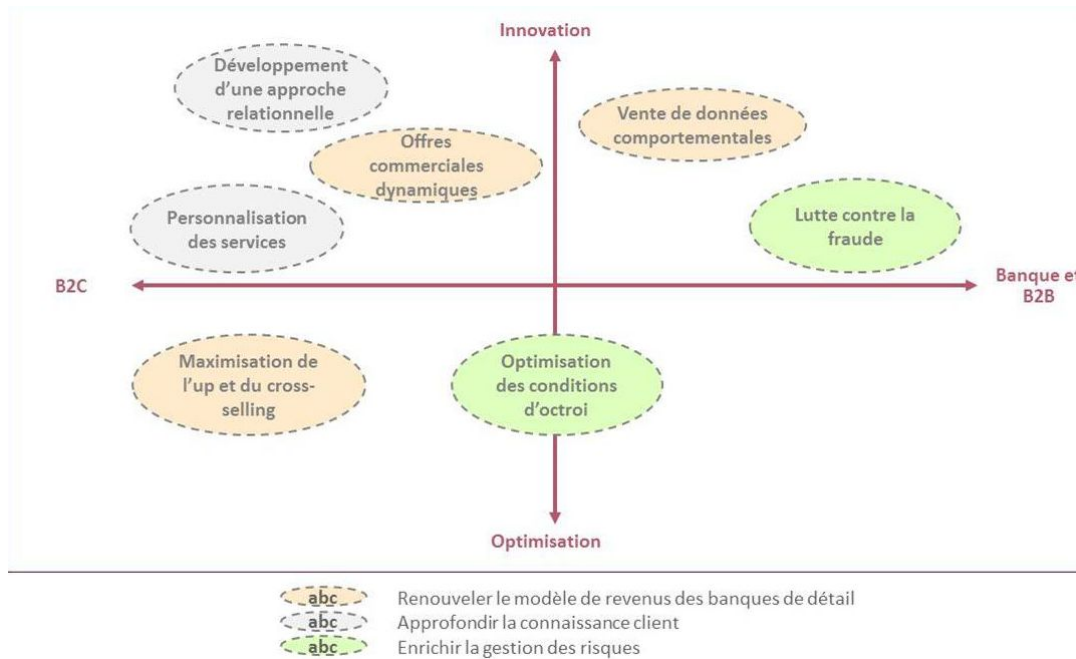 Innovation
Développement
d'une approche
relationnelle
Offres
commerciales
dynamiques
Vente de données
comportementales
Personnalisation
des services
Lutte contre la
fraude
B2C
Banque et
B2B
Maximisation de
l'up et du cross-
selling
Optimisation
des conditions
d'octroi
Optimisation
abc Renouveler le modèle de revenus des banques de détail
abc Approfondir la connaissance client
abc Enrichir la gestion des risques